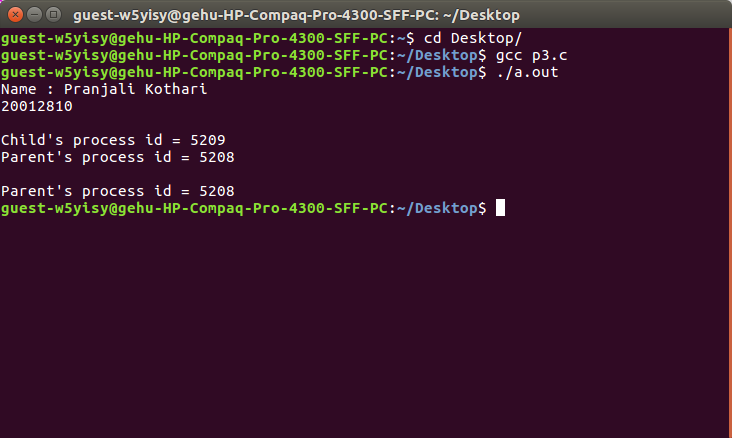 guest-w5yisy@gehu-HP-Compaq-Pro-4300-SFF-PC: ~/Desktop
guest-w5yisy@gehu-HP-Compaq-Pro-4300-SFF-PC:~$ cd Desktop/
guest-w5yisy@gehu-HP-Compaq-Pro-4300-SFF-PC:~/Desktop$ gcc p3.c
guest-w5yisy@gehu-HP-Compaq-Pro-4300-SFF-PC:~/Desktop$ ./a.out
Name : Pranjali Kothari
20012810
Child's process id = 5209
Parent's process id = 5208
Parent's process id = 5208
guest-w5yisy@gehu-HP-Compaq-Pro-4300-SFF-PC:~/Desktop$